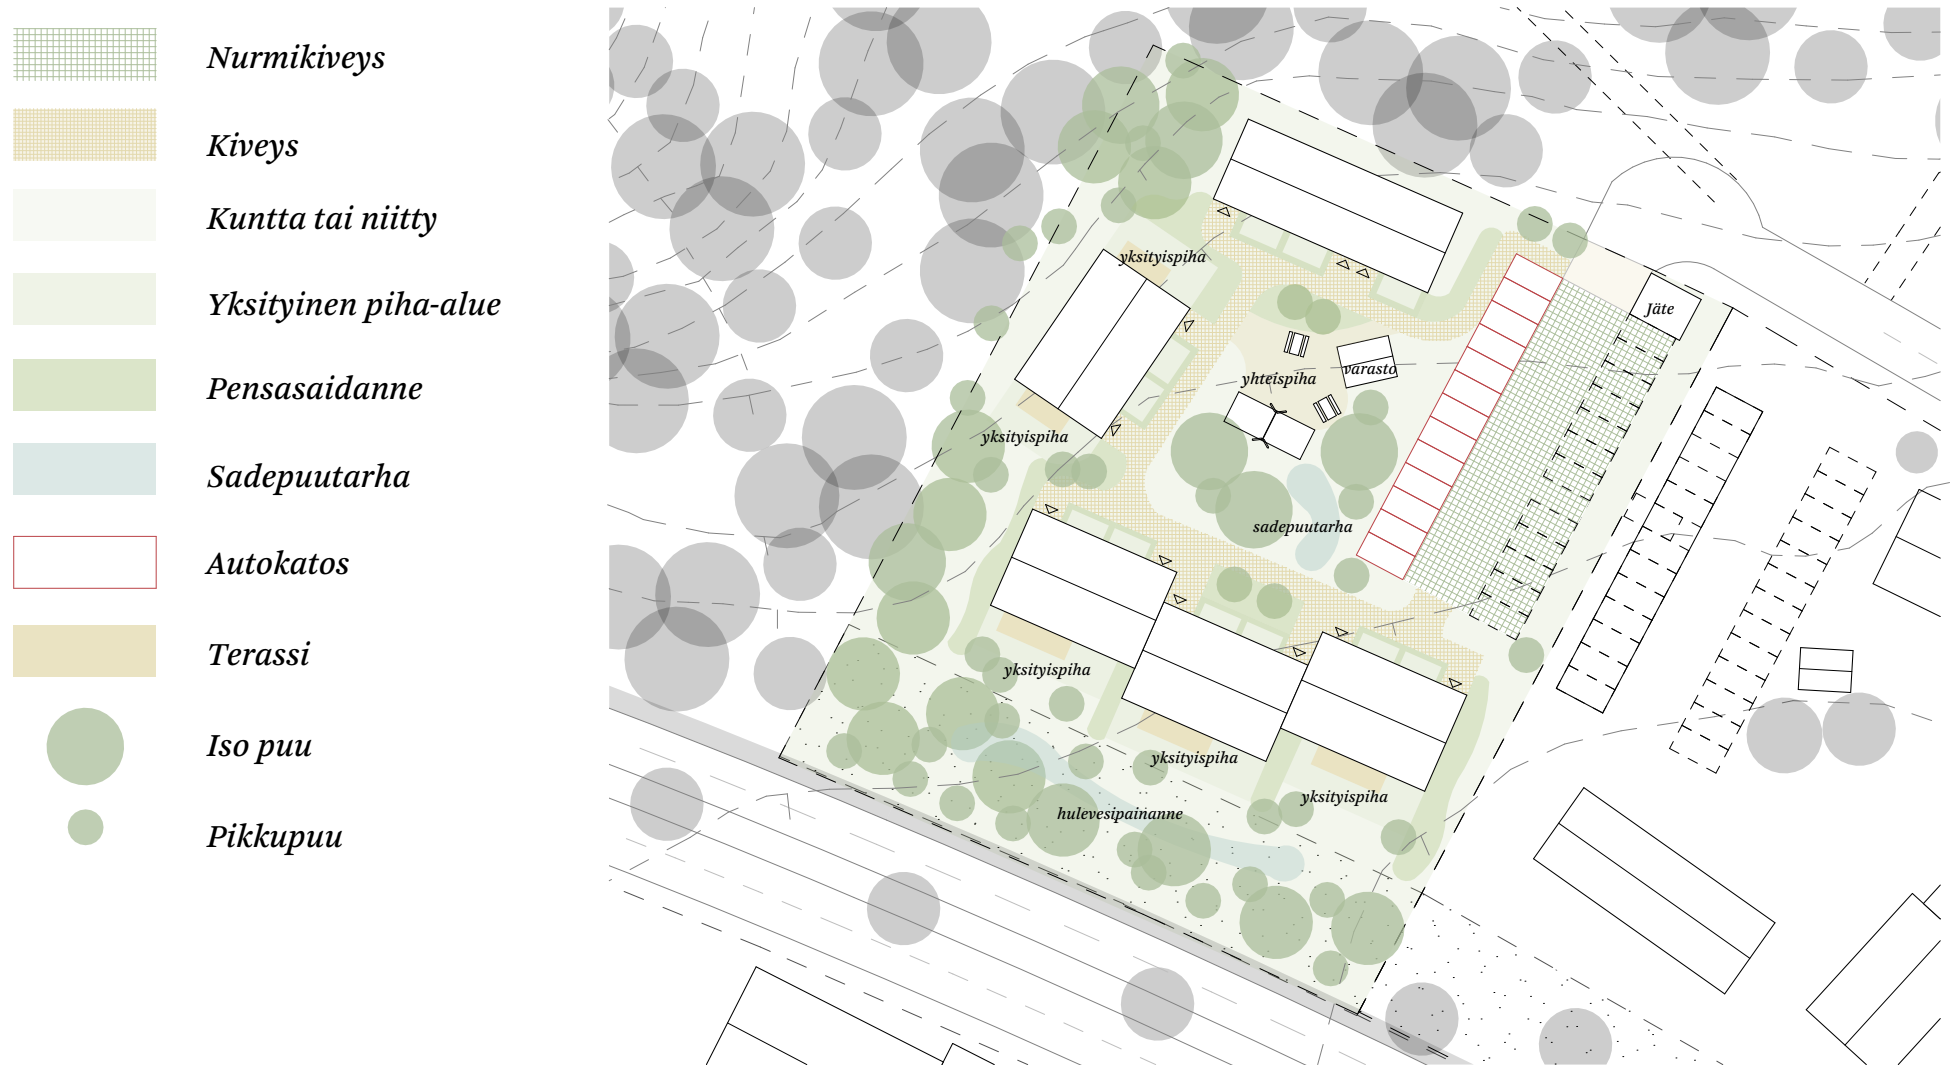 Nurmikiveys
Kiveys
Kuntta tai niitty
Yksityinen piha-alue
Pensasaidanne
Sadepuutarha
Autokatos
Terassi
Iso puu
Pikkupuu
yksityispiha
Jäte
varasto
yhteispiha
yksityispiha
sadepuutarha
yksityispiha
yksityispiha
yksityispiha
hulevesipainanne